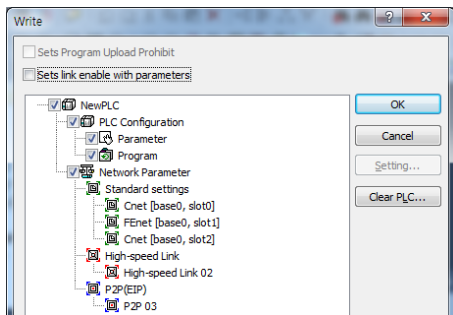 Write
Sets Program Upload Prohibit
Sets link enable with parameters
NewPLC
OK
PLC Configuration
Parameter
Cancel
Program
Network Parameter
Setting...
Standard settings
Cnet [base0, slot0]
Clear PLC...
FEnet [base0, slot1]
Cnet [base0, slot2]
High-speed Link
High-speed Link 02
P2P(EIP)
P2P 03